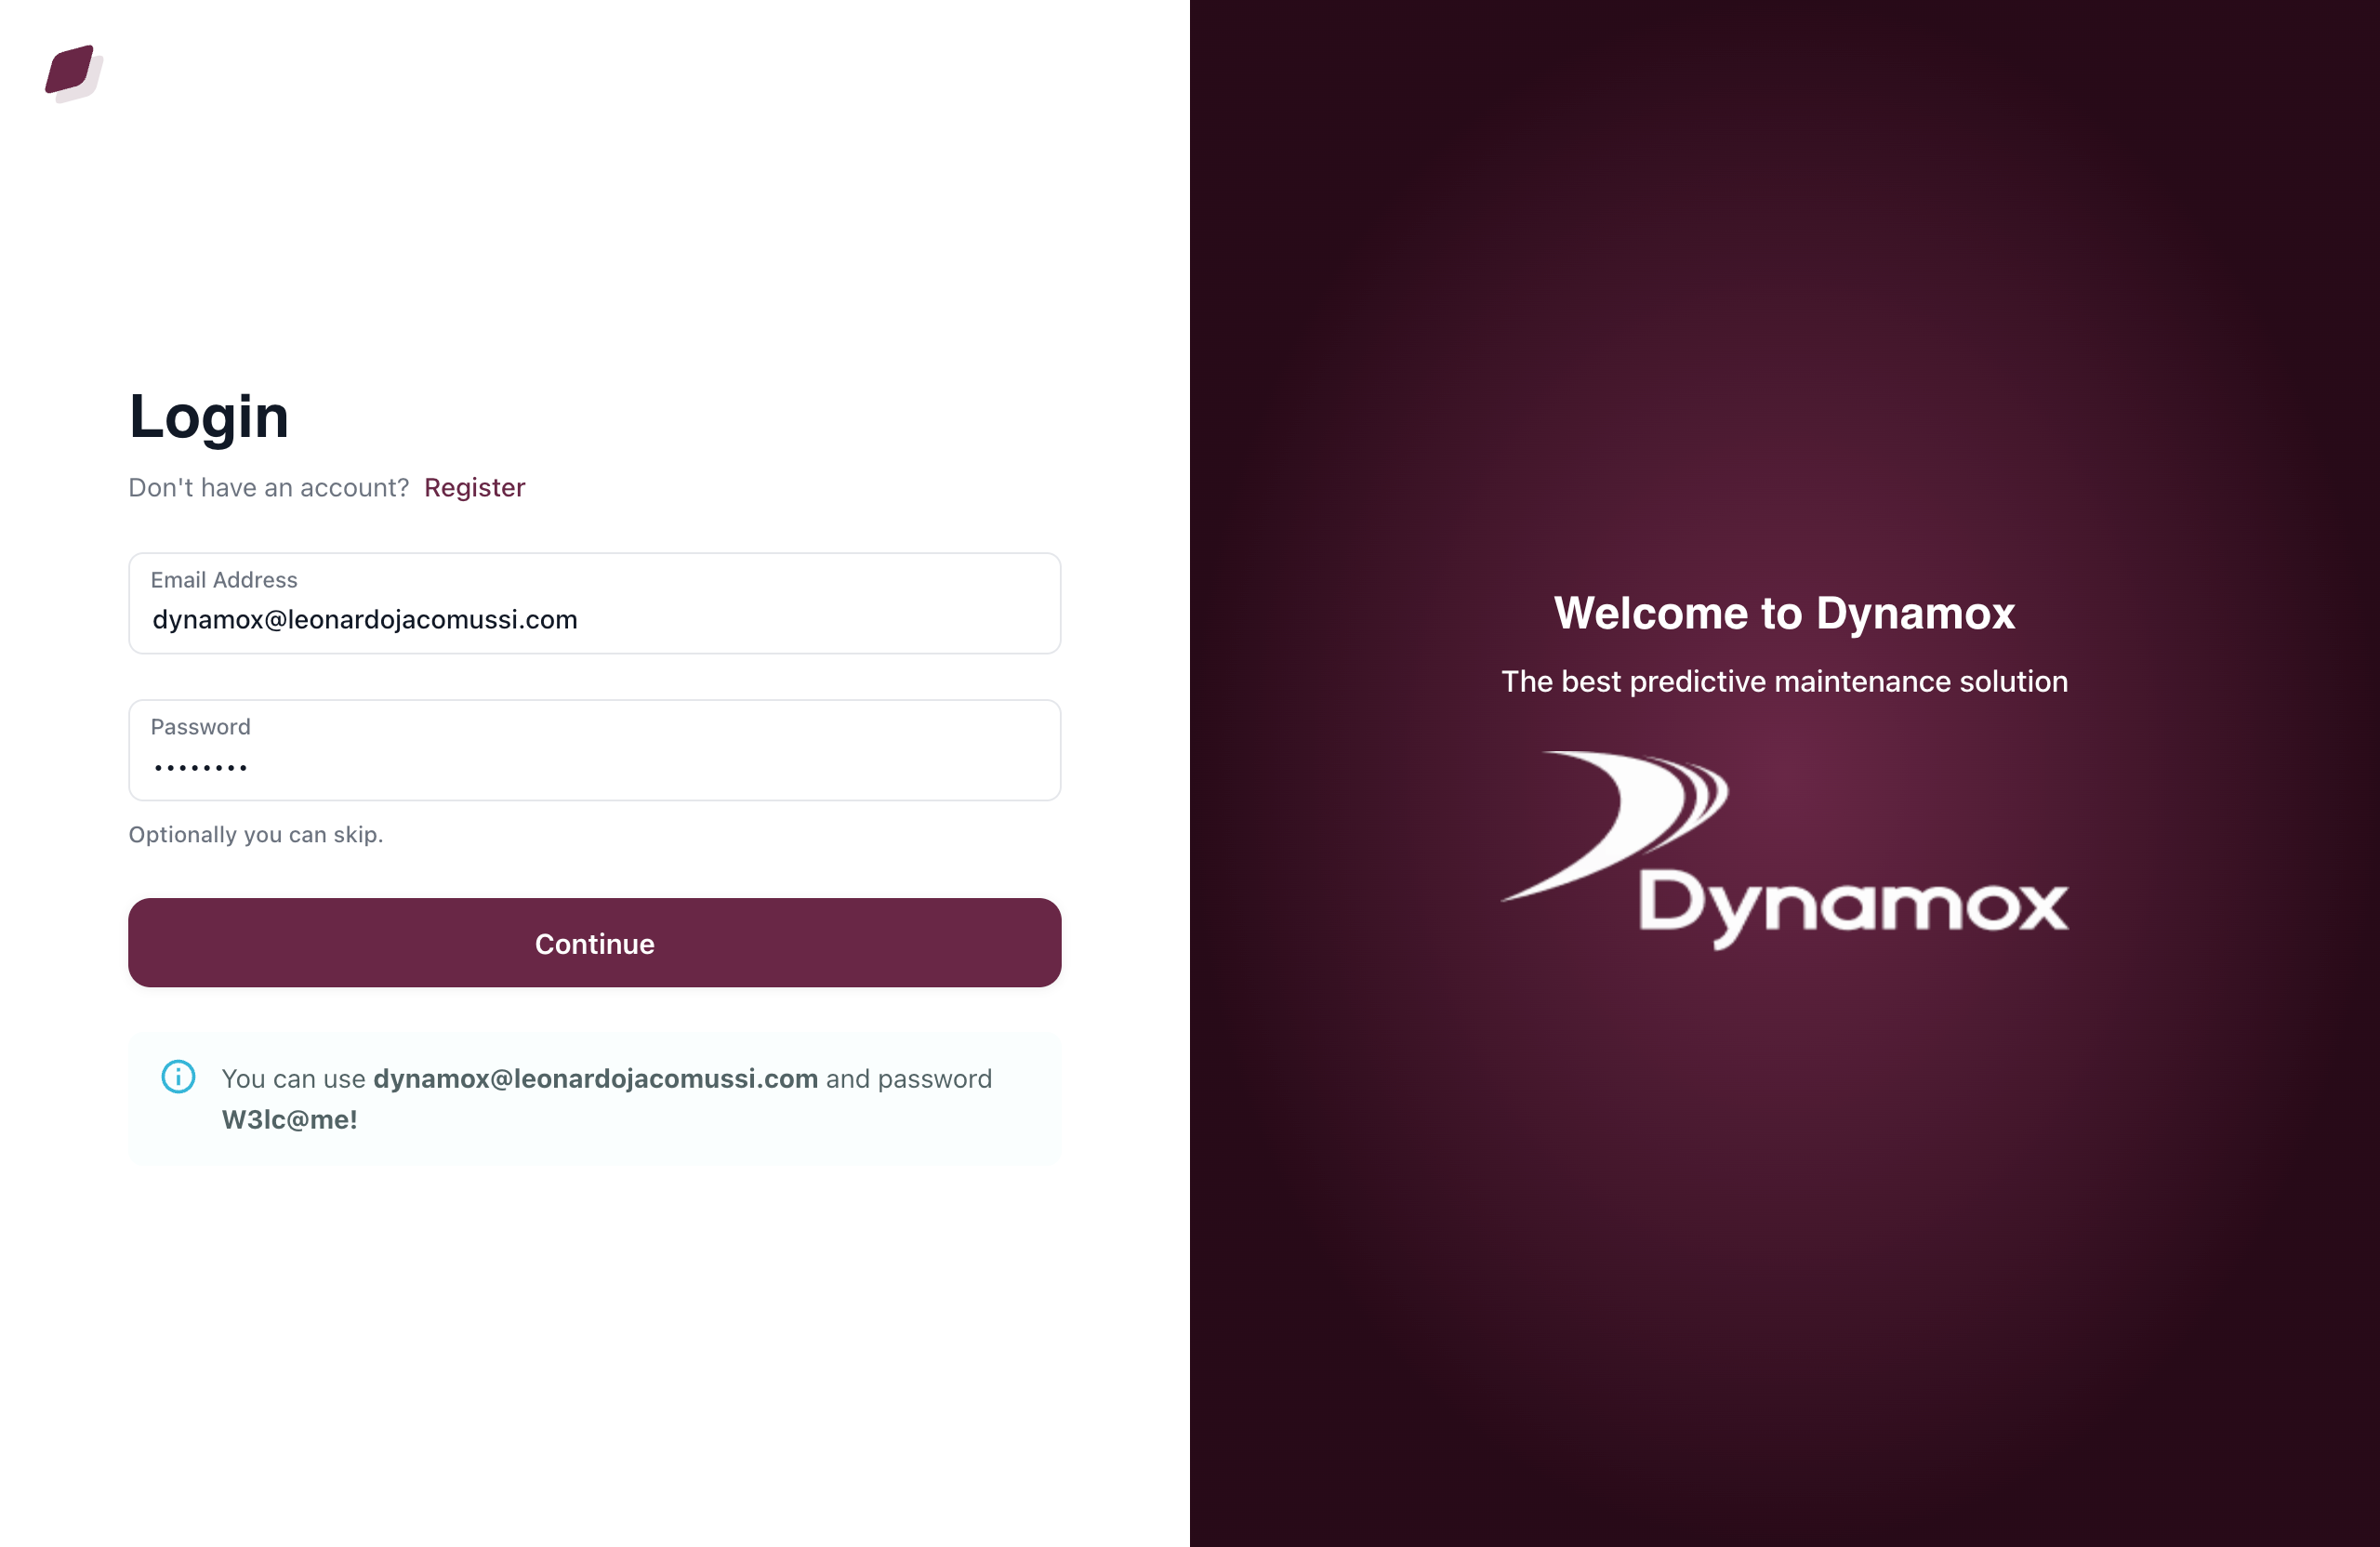 Login
Don't have an account? Register
Email Address
dynamox@leonardojacomussi.com
Password
••••••••
Optionally you can skip.
Continue
You can use dynamox@leonardojacomussi.com and password
W3lc@me!
Welcome to Dynamox
The best predictive maintenance solution
Dynamox